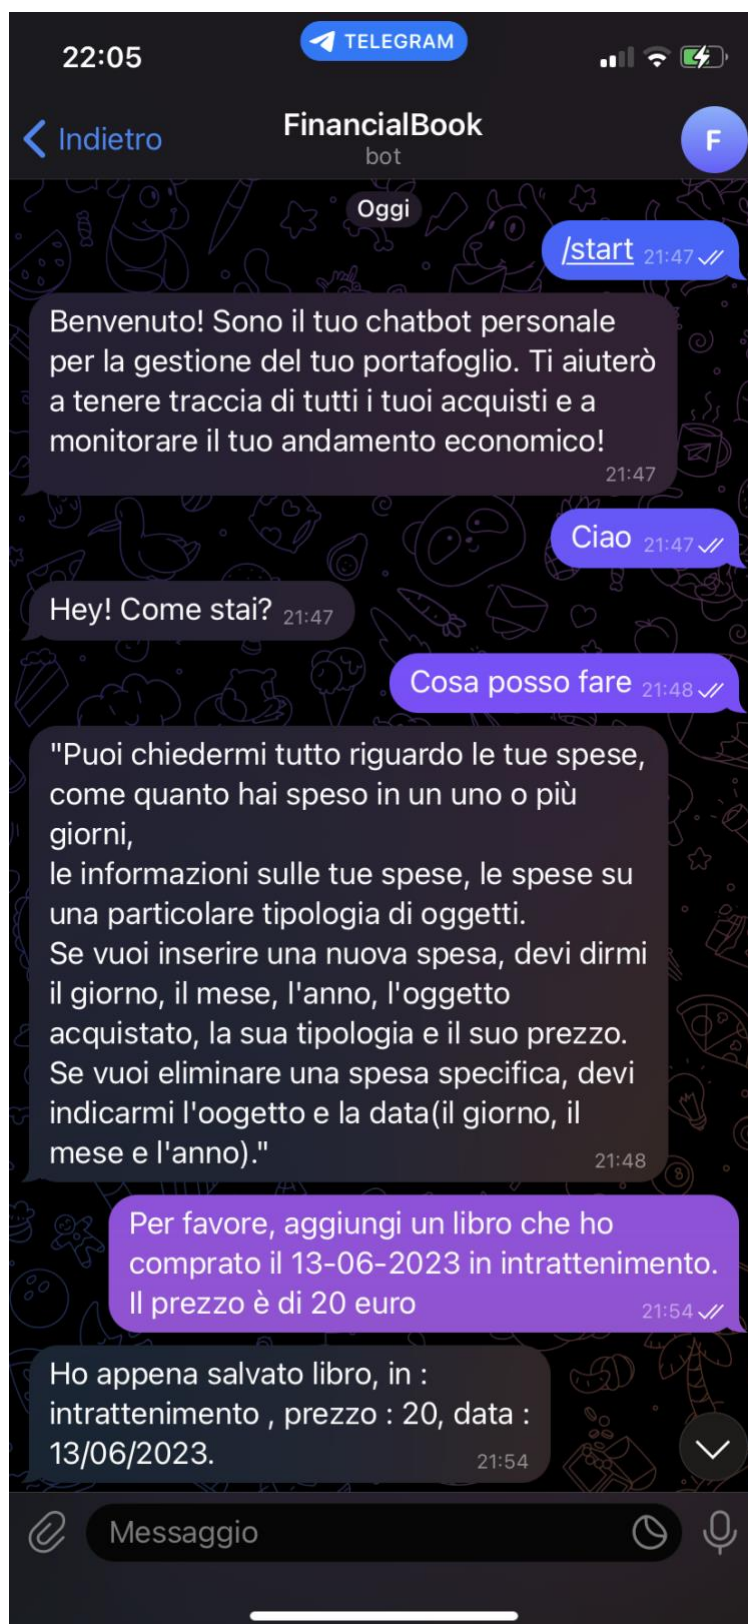 22:05
TELEGRAM
Indietro
FinancialBook
bot
F
Oggi
/start 21:47
Benvenuto! Sono il tuo chatbot personale
per la gestione del tuo portafoglio. Ti aiuterò
a tenere traccia di tutti i tuoi acquisti e a
monitorare il tuo andamento economico!
21:47
Ciao 21:47
Hey! Come stai? 21:47
Cosa posso fare 21:48
"Puoi chiedermi tutto riguardo le tue spese,
come quanto hai speso in un uno o più
giorni,
le informazioni sulle tue spese, le spese su
una particolare tipologia di oggetti.
Se vuoi inserire una nuova spesa, devi dirmi
il giorno, il mese, l'anno, l'oggetto
acquistato, la sua tipologia e il suo prezzo.
Se vuoi eliminare una spesa specifica, devi
indicarmi l'oogetto e la data(il giorno, il
mese e l'anno)." 21:48
Per favore, aggiungi un libro che ho
comprato il 13-06-2023 in intrattenimento.
Il prezzo è di 20 euro 21:54
Ho appena salvato libro, in :
intrattenimento , prezzo : 20, data :
13/06/2023. 21:54
Messaggio